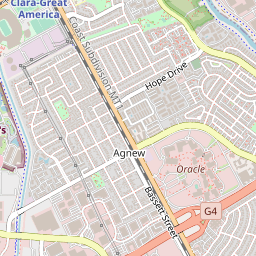 Clara-Great
America
Coast Subdivision MT1
Hope Drive
's
Agnew
Oracle
Bassett Street
G4